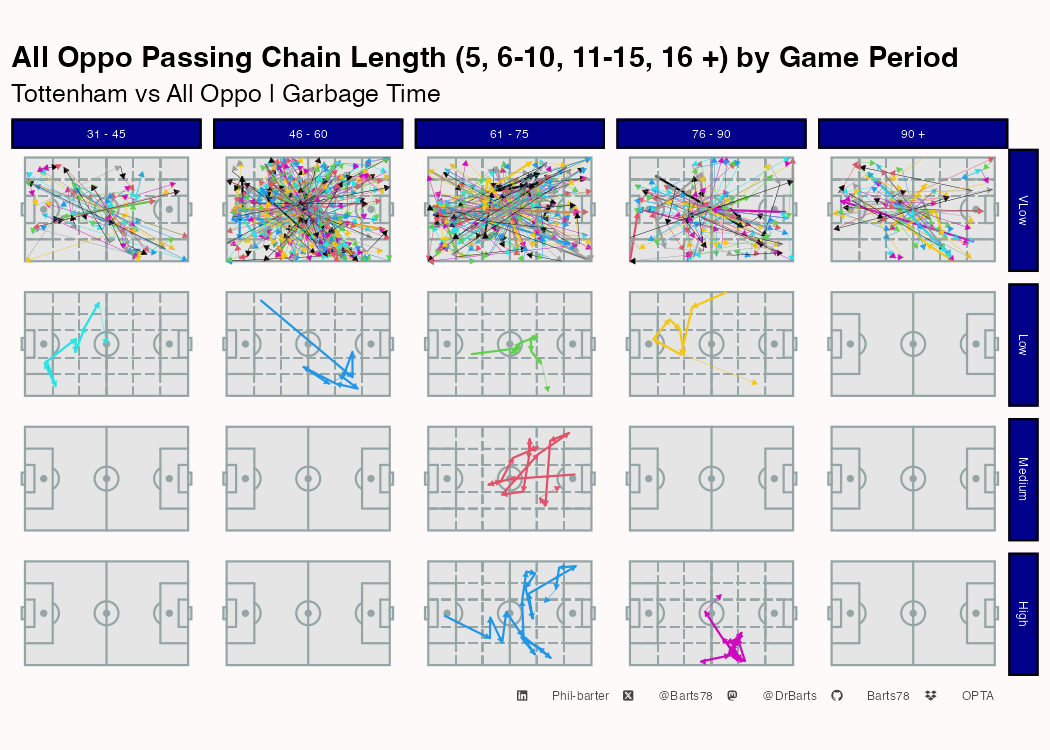 All Oppo Passing Chain Length (5, 6-10, 11-15, 16 +) by Game Period
Tottenham vs All Oppo | Garbage Time
31 - 45 46 - 60 61 - 75 76 - 90 90 +
VLow
Low
Medium
High
Phil-barter @Barts78 @DrBarts Barts78 OPTA